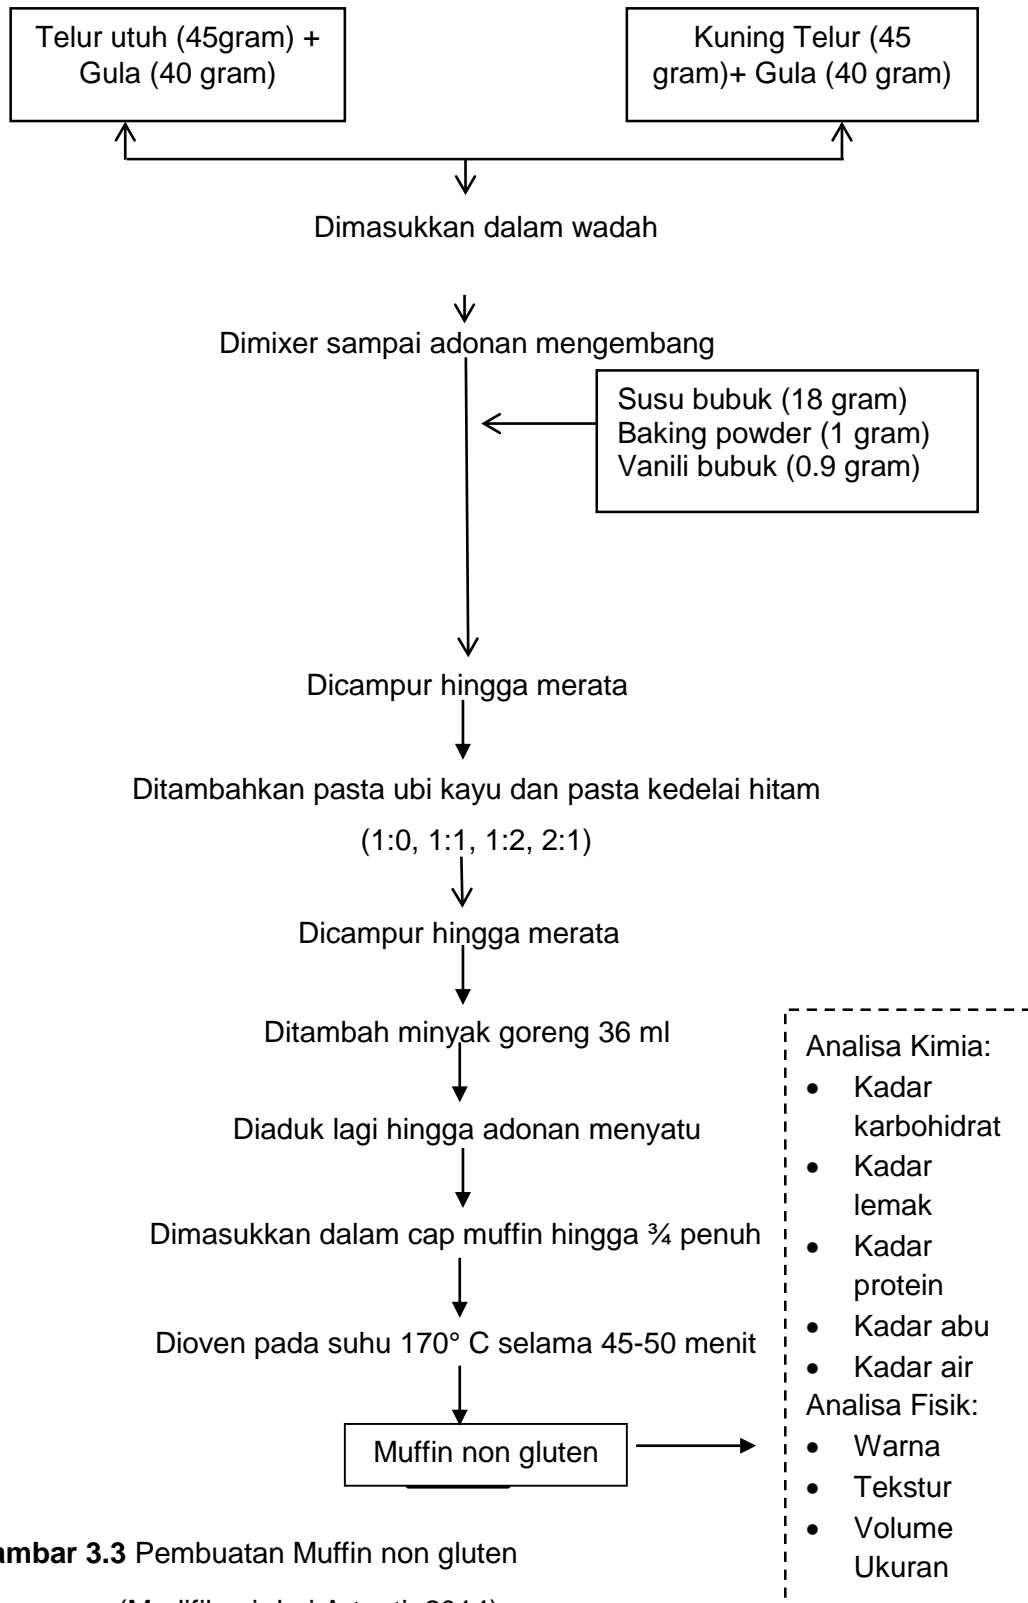 Telur utuh (45gram) +
Gula (40 gram)
Kuning Telur (45
gram)+ Gula (40 gram)
Dimasukkan dalam wadah
Dimixer sampai adonan mengembang
Susu bubuk (18 gram)
Baking powder (1 gram)
Vanili bubuk (0.9 gram)
Dicampur hingga merata
Ditambahkan pasta ubi kayu dan pasta kedelai hitam
(1:0, 1:1, 1:2, 2:1)
Dicampur hingga merata
Ditambah minyak goreng 36 ml
Diaduk lagi hingga adonan menyatu
Dimasukkan dalam cap muffin hingga ¾ penuh
Dioven pada suhu 170° C selama 45-50 menit
Muffin non gluten
Analisa Kimia:
• Kadar
karbohidrat
• Kadar
lemak
• Kadar
protein
• Kadar abu
• Kadar air
Analisa Fisik:
• Warna
• Tekstur
• Volume
Ukuran
ambar 3.3 Pembuatan Muffin non gluten